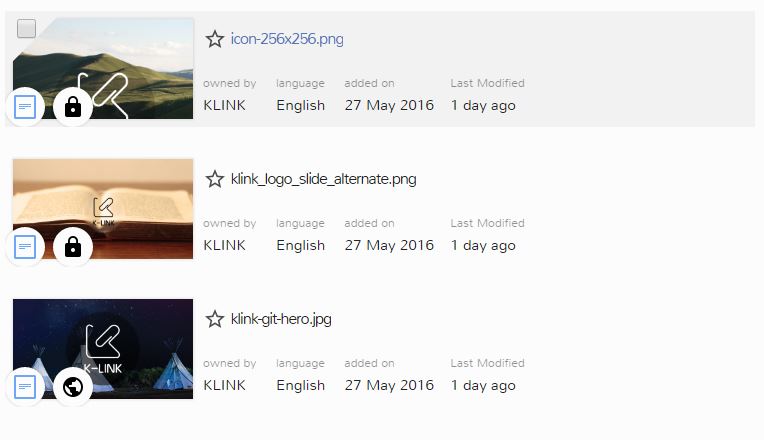 icon-256x256.png
owned by language added on Last Modified
KLINK English 27 May 2016 1 day ago
klink_logo_slide_alternate.png
K-LINK
owned by language added on Last Modified
KLINK English 27 May 2016 1 day ago
klink-git-hero.jpg
K-LINK
owned by language added on Last Modified
KLINK English 27 May 2016 1 day ago